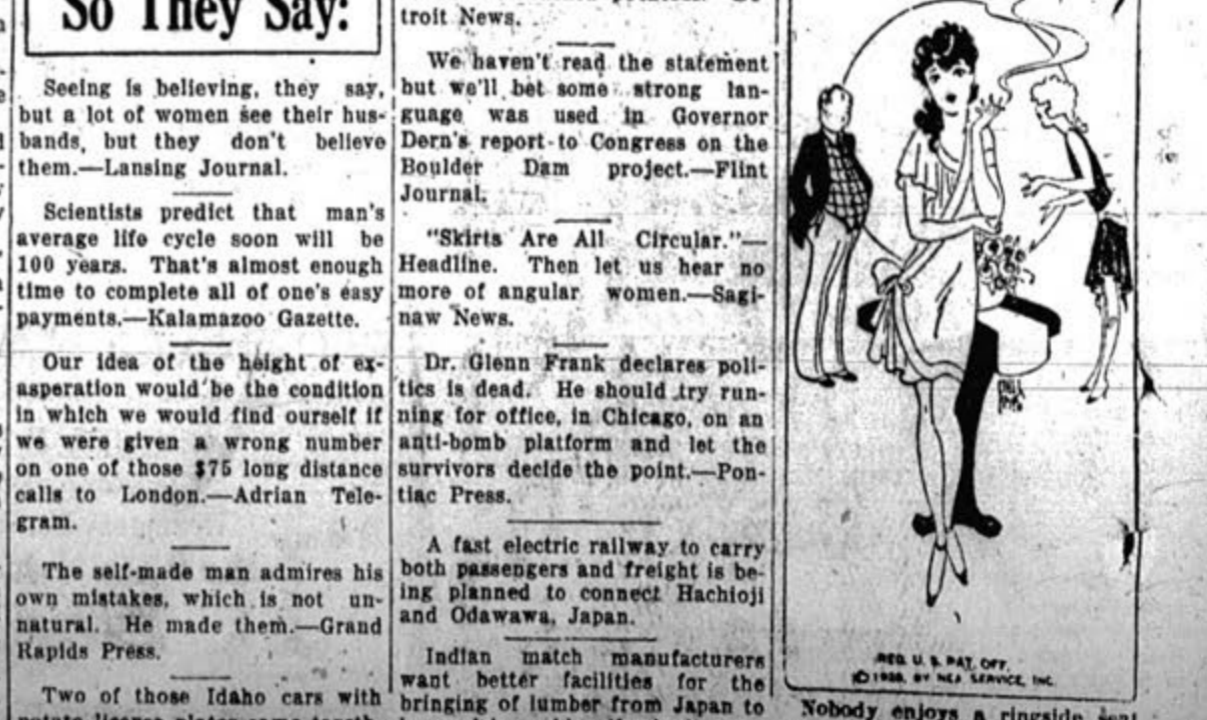 So They Say:
Seeing is believing, they say,
but a lot of women see their hus-
bands, but they don't believe
them.—Lansing Journal.
Scientists predict that man's
average life cycle soon will be
100 years. That's almost enough
time to complete all of one's easy
payments.—Kalamazoo Gazette.
Our idea of the height of ex-
asperation would be the condition
in which we would find ourself if
we were given a wrong number
on one of those $75 long distance
calls to London.—Adrian Tele-
gram.
The self-made man admires his
own mistakes, which is not un-
natural. He made them.—Grand
Rapids Press.
Two of those Idaho cars with
troit News.
We haven't read the statement
but we'll bet some strong lan-
guage was used in Governor
Dern's report to Congress on the
Boulder Dam project.—Flint
Journal.
"Skirts Are All Circular."—
Headline. Then let us hear no
more of angular women.—Sagi-
naw News.
Dr. Glenn Frank declares poli-
tics is dead. He should try run-
ning for office, in Chicago, on an
anti-bomb platform and let the
survivors decide the point.—Pon-
tiac Press.
A fast electric railway to carry
both passengers and freight is be-
ing planned to connect Hachioji
and Odawawa, Japan.
Indian match manufacturers
want better facilities for the
bringing of lumber from Japan to
REG. U. S. PAT. OFF.
© 1928, BY NEA SERVICE, INC.
Nobody enjoys a ringside